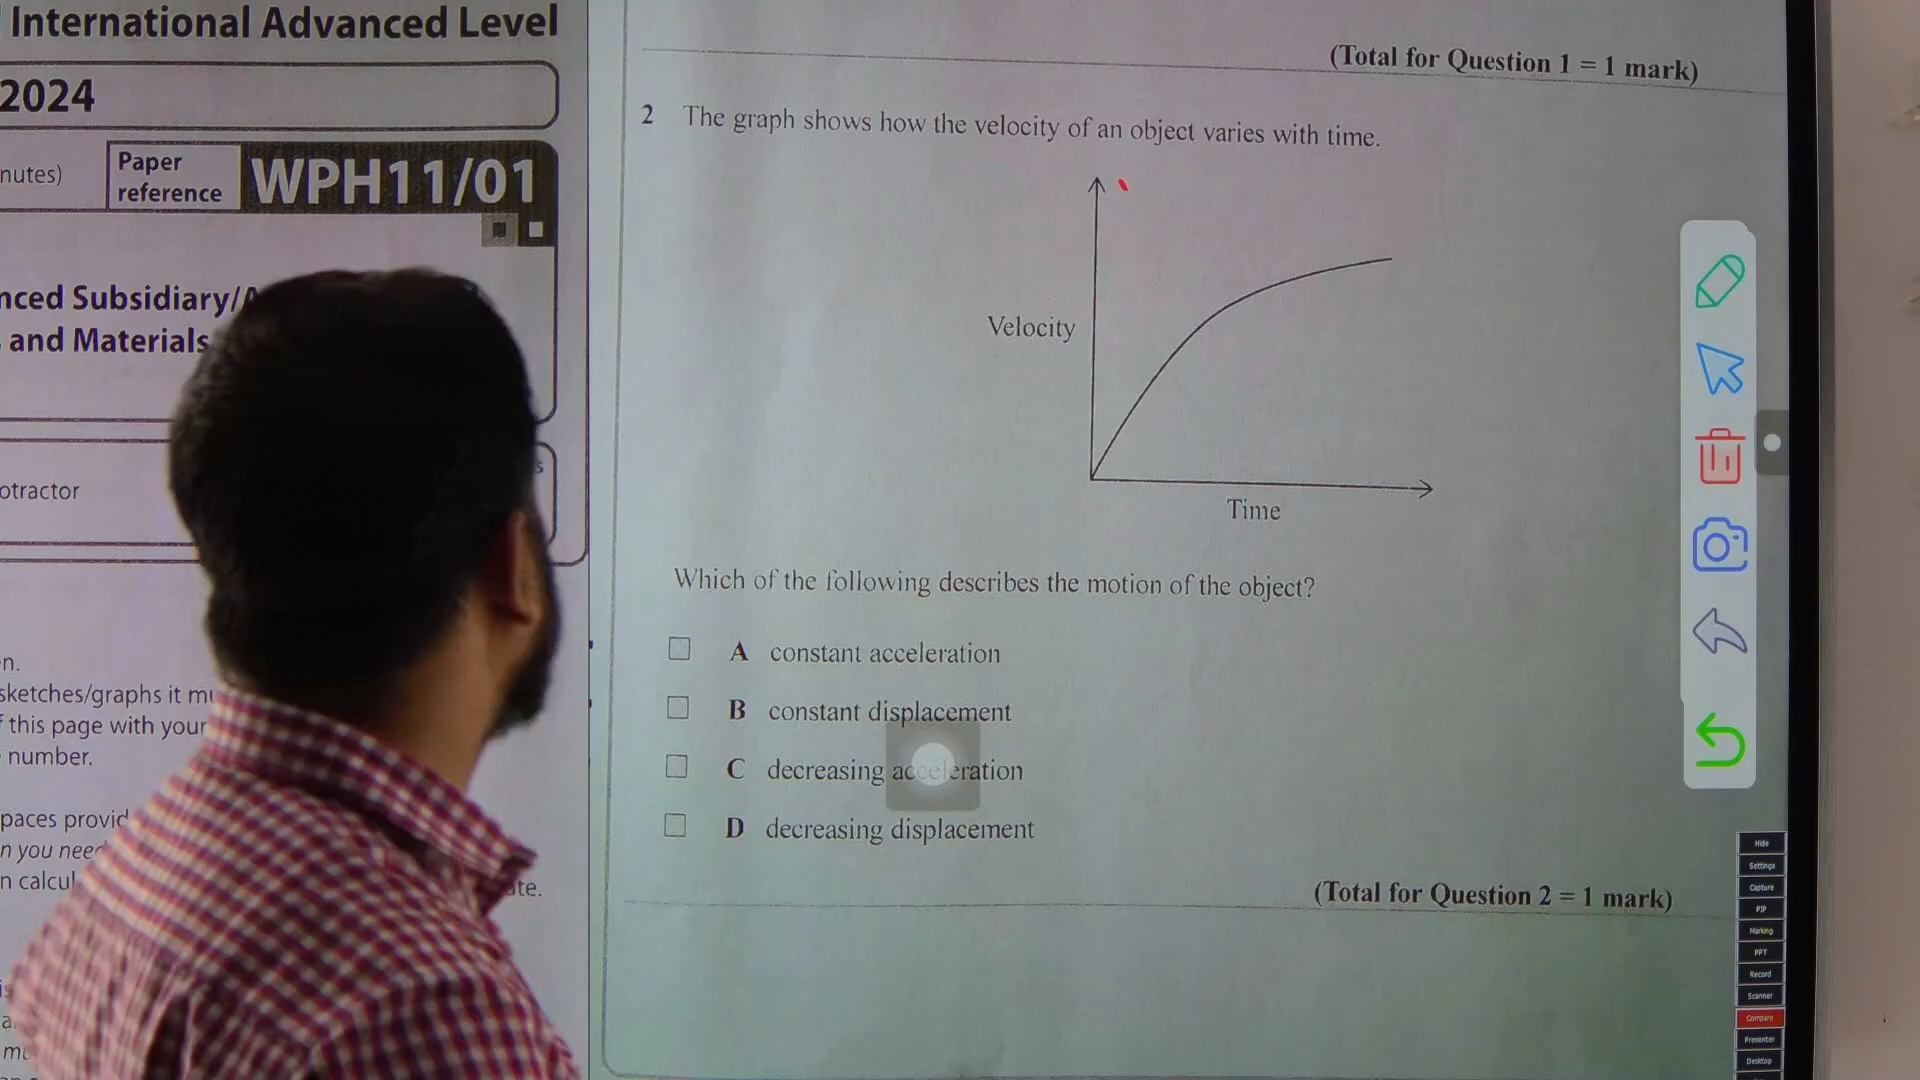 International Advanced Level
2024
nutes)
Paper
reference
WPH11/01
nced Subsidiary/A
and Materials
otractor
s
n.
sketches/graphs it mu
f this page with your
number.
paces provid
n you need
n calcul
ate.
(Total for Question 1 = 1 mark)
2 The graph shows how the velocity of an object varies with time.
Velocity
Time
Which of the following describes the motion of the object?
A constant acceleration
B constant displacement
C decreasing acceleration
D decreasing displacement
(Total for Question 2 = 1 mark)
Hide
Settings
Capture
PIP
Marking
PPT
Record
Scanner
Compare
Presenter
Desktop